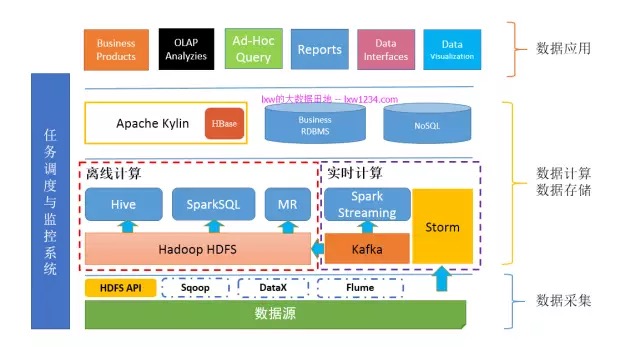 Business
Products
OLAP
Analyzies
Ad-Hoc
Query
Reports
Data
Interfaces
Data
Visualization
数据应用
lxw的大数据田地 -- lxw1234.com
Apache Kylin
HBase
Business
RDBMS
NoSQL
任务调度与监控系统
数据计算
数据存储
离线计算
实时计算
Hive
SparkSQL
MR
Spark
Streaming
Storm
Hadoop HDFS
Kafka
HDFS API
Sqoop
DataX
Flume
数据采集
数据源